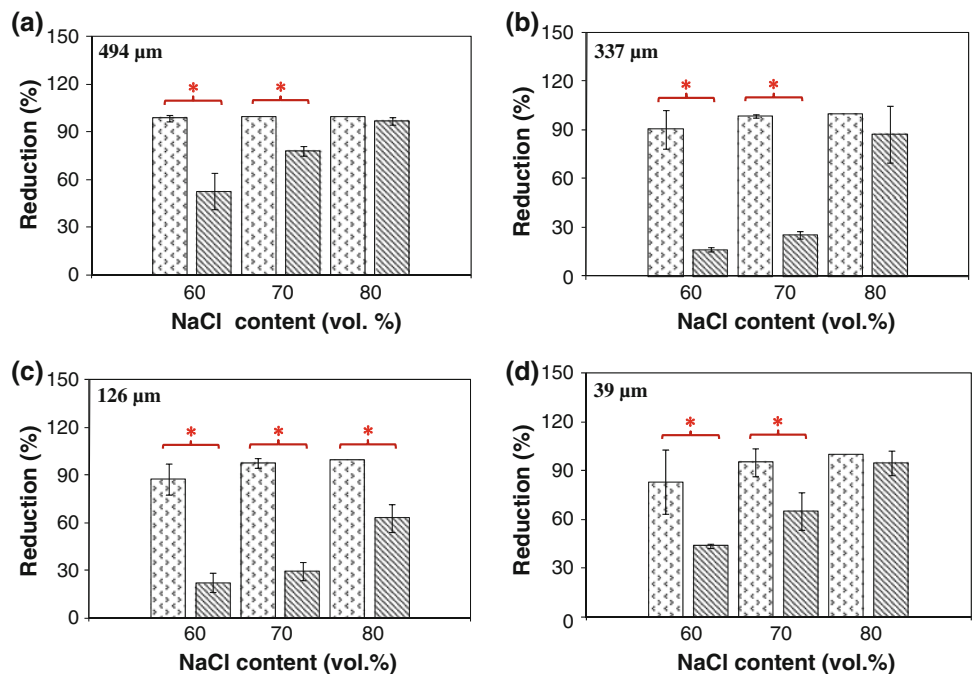 (a)
150
494 µm
120
90
60
30
0
Reduction (%)
* *
60 70 80
NaCl content (vol. %)
(b)
150
337 µm
120
90
60
30
0
Reduction (%)
* *
60 70 80
NaCl content (vol. %)
(c)
150
126 µm
120
90
60
30
0
Reduction (%)
* * *
60 70 80
NaCl content (vol.%)
(d)
150
39 µm
120
90
60
30
0
Reduction (%)
* *
60 70 80
NaCl content (vol.%)